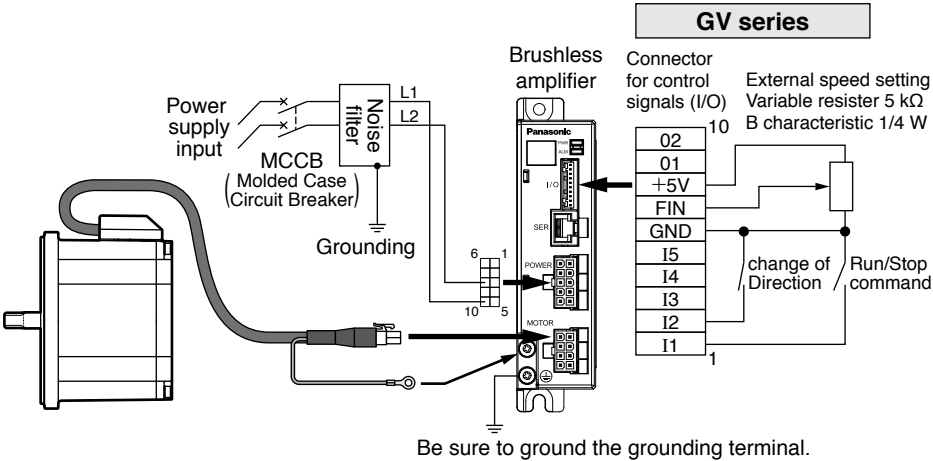 GV series
Brushless
amplifier
Connector
for control
signals (I/O)
External speed setting
Variable resister 5 kΩ
B characteristic 1/4 W
Power
supply
input
MCCB
(Molded Case
Circuit Breaker)
Noise
filter
L1
L2
Grounding
Panasonic
PWR
ALM
I/O
SER
POWER
MOTOR
6
1
10
5
10
02
01
+5V
FIN
GND
I5
I4
I3
I2
I1
1
change of
Direction
Run/Stop
command
Be sure to ground the grounding terminal.